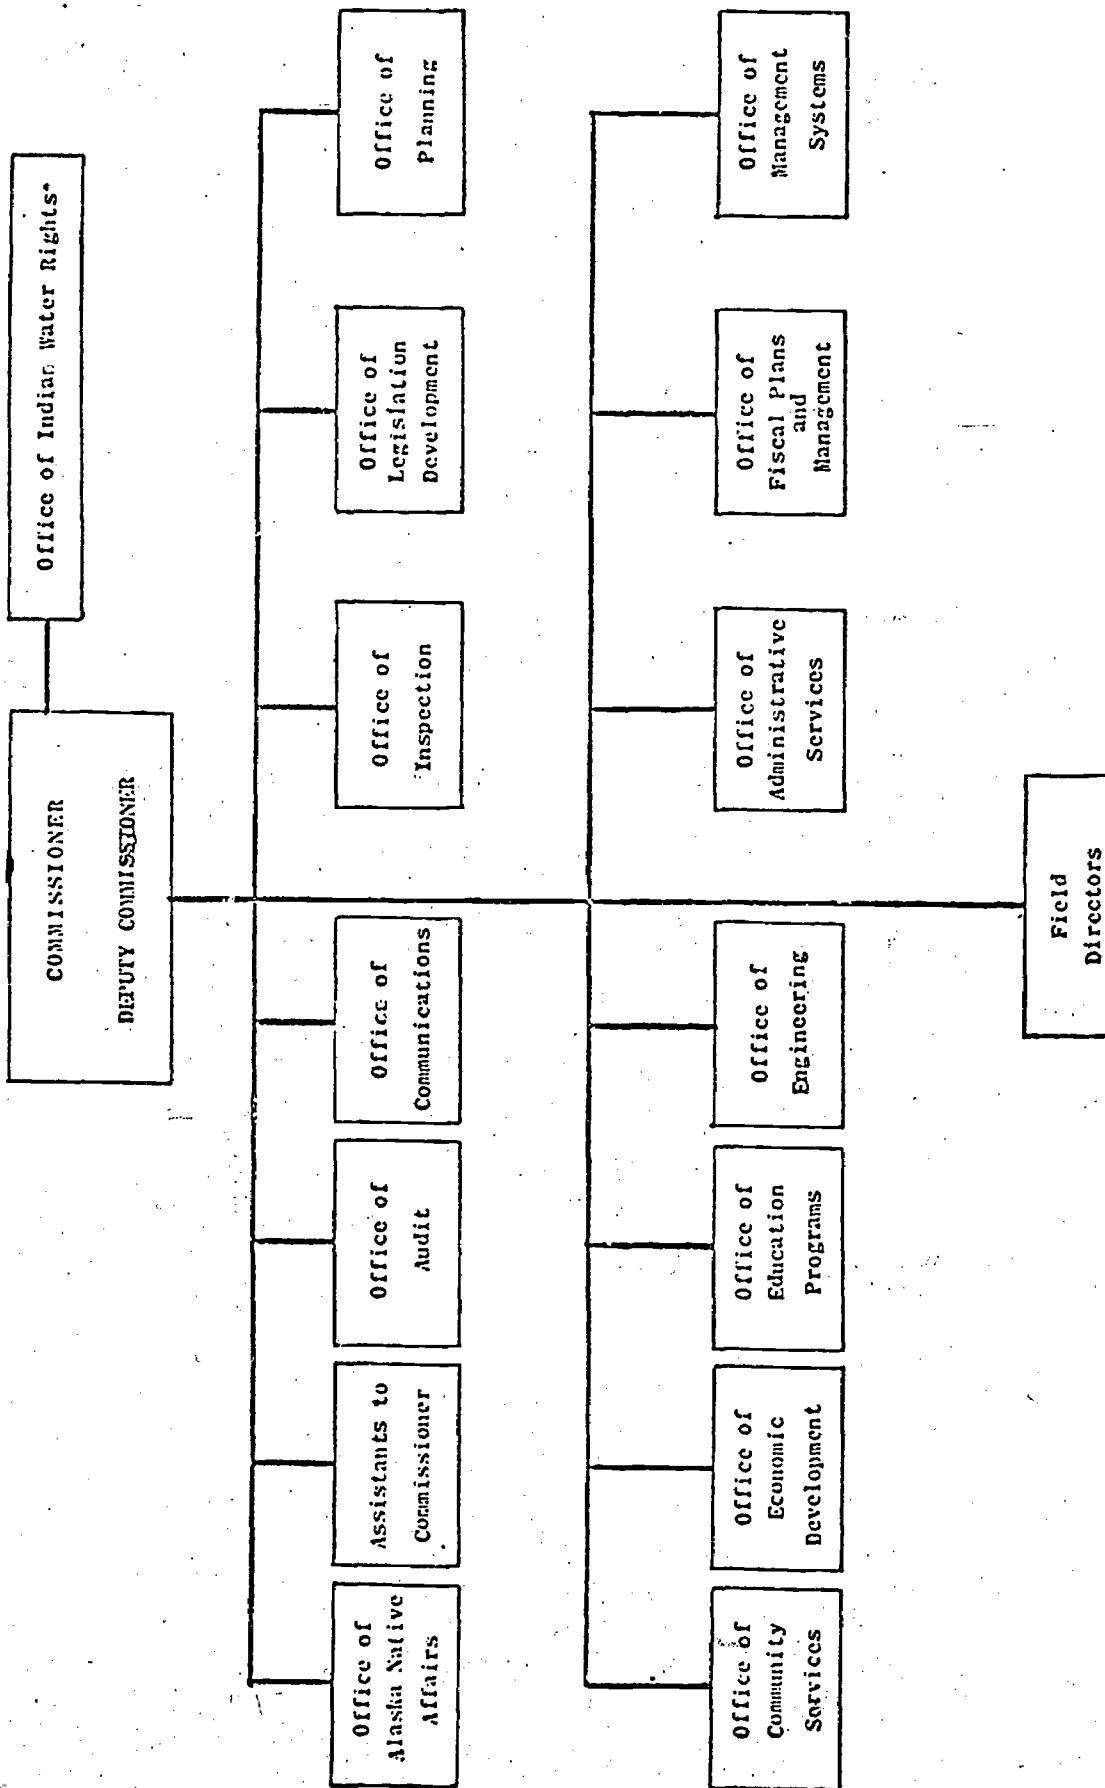 Office of Indian Water Rights*
COMMISSIONER
DEPUTY COMMISSIONER
Office of
Alaska Native
Affairs
Assistants to
Commissioner
Office of
Audit
Office of
Communications
Office of
Inspection
Office of
Legislation
Development
Office of
Planning
Office of
Community
Services
Office of
Economic
Development
Office of
Education
Programs
Office of
Engineering
Office of
Administrative
Services
Office of
Fiscal Plans
and
Management
Office of
Management
Systems
Field
Directors